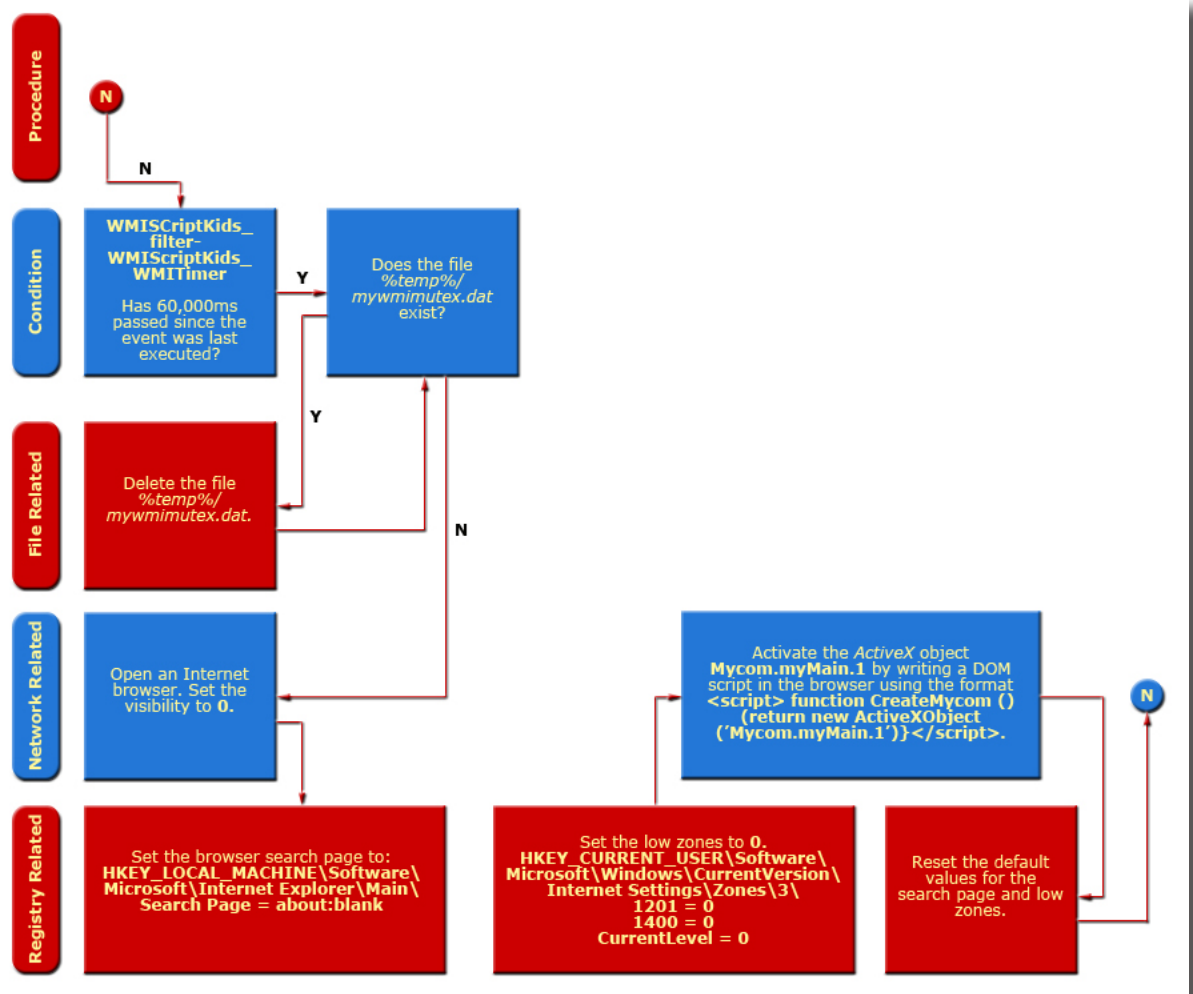 Procedure
N
N
Condition
WMISCriptKids_
filter-
WMIScriptKids_
WMITimer
Has 60,000ms
passed since the
event was last
executed?
Y
Does the file
%temp%/
mywmimutex.dat
exist?
Y
File Related
Delete the file
%temp%/
mywmimutex.dat.
N
Network Related
Open an Internet
browser. Set the
visibility to 0.
Activate the ActiveX object
Mycom.myMain.1 by writing a DOM
script in the browser using the format
<script> function CreateMycom ()
(return new ActiveXObject
('Mycom.myMain.1')}</script>.
N
Registry Related
Set the browser search page to:
HKEY_LOCAL_MACHINE\Software\
Microsoft\Internet Explorer\Main\
Search Page = about:blank
Set the low zones to 0.
HKEY_CURRENT_USER\Software\
Microsoft\Windows\CurrentVersion\
Internet Settings\Zones\3\
1201 = 0
1400 = 0
CurrentLevel = 0
Reset the default
values for the
search page and low
zones.